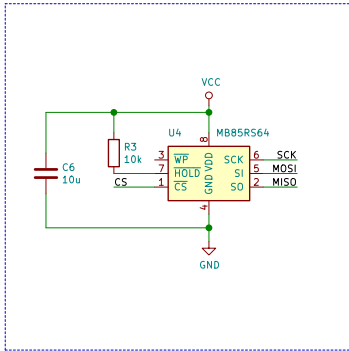 VCC
U4 MB85RS64
8
R3
10k
3 WP VDD SCK 6 SCK
7 HOLD SI 5 MOSI
CS 1 CS GND SO 2 MISO
C6
10u
4
GND